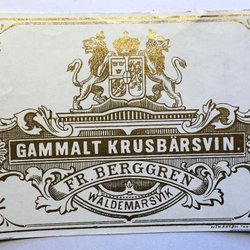 GAMMALT KRUSBÄRSVIN.
FR. BERGGREN
WALDEMARSVIK